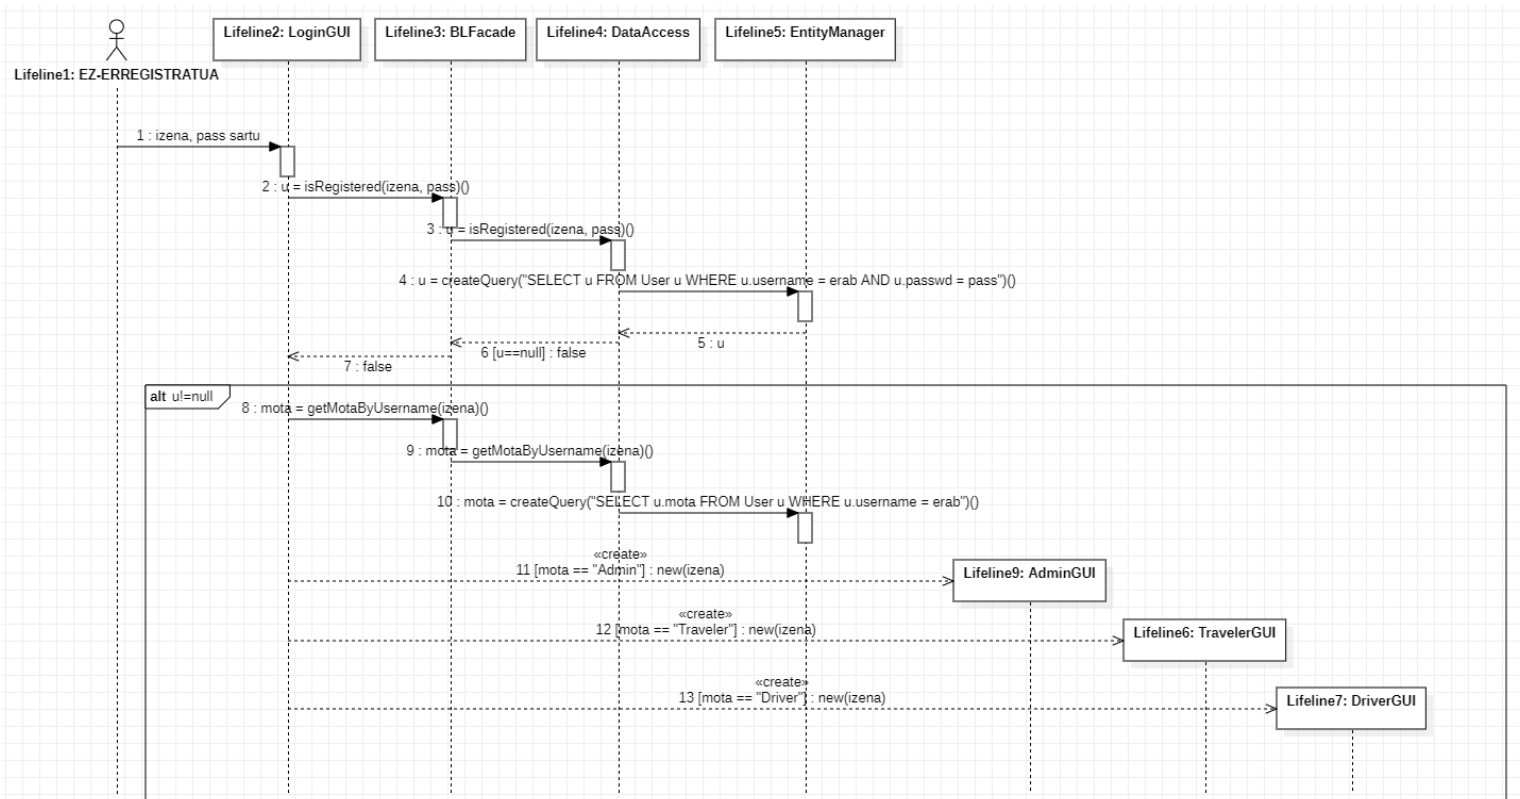 Lifeline1: EZ-ERREGISTRATUA
Lifeline2: LoginGUI
Lifeline3: BLFacade
Lifeline4: DataAccess
Lifeline5: EntityManager
1 : izena, pass sartu
2 : u = isRegistered(izena, pass)()
3 : u = isRegistered(izena, pass)()
4 : u = createQuery("SELECT u FROM User u WHERE u.username = erab AND u.passwd = pass")()
5 : u
6 [u==null] : false
7 : false
alt u!=null
8 : mota = getMotaByUsername(izena)()
9 : mota = getMotaByUsername(izena)()
10 : mota = createQuery("SELECT u.mota FROM User u WHERE u.username = erab")()
«create»
11 [mota == "Admin"] : new(izena)
Lifeline9: AdminGUI
«create»
12 [mota == "Traveler"] : new(izena)
Lifeline6: TravelerGUI
«create»
13 [mota == "Driver"] : new(izena)
Lifeline7: DriverGUI